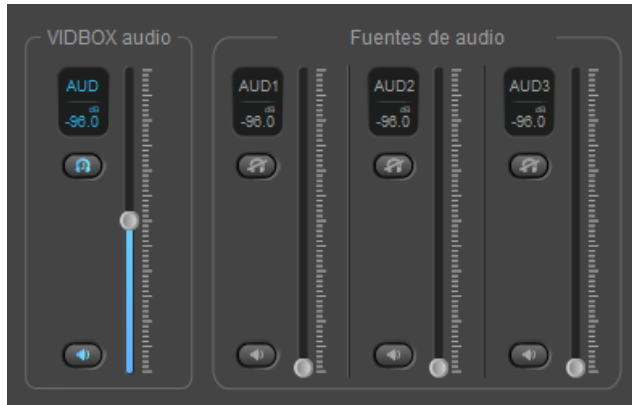 VIDBOX audio
Fuentes de audio
AUD
dB
-96.0
AUD1
dB
-96.0
AUD2
dB
-96.0
AUD3
dB
-96.0